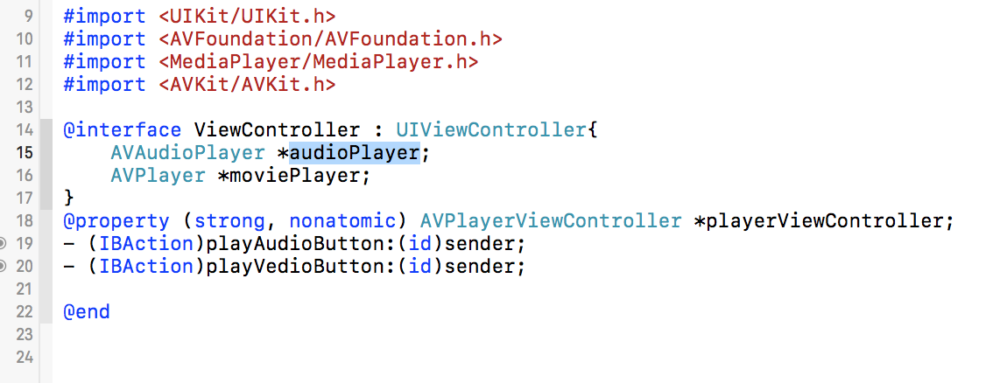 9 #import <UIKit/UIKit.h>
10 #import <AVFoundation/AVFoundation.h>
11 #import <MediaPlayer/MediaPlayer.h>
12 #import <AVKit/AVKit.h>
13
14 @interface ViewController : UIViewController{
15 AVAudioPlayer *audioPlayer;
16 AVPlayer *moviePlayer;
17 }
18 @property (strong, nonatomic) AVPlayerViewController *playerViewController;
19 - (IBAction)playAudioButton:(id)sender;
20 - (IBAction)playVedioButton:(id)sender;
21
22 @end
23
24